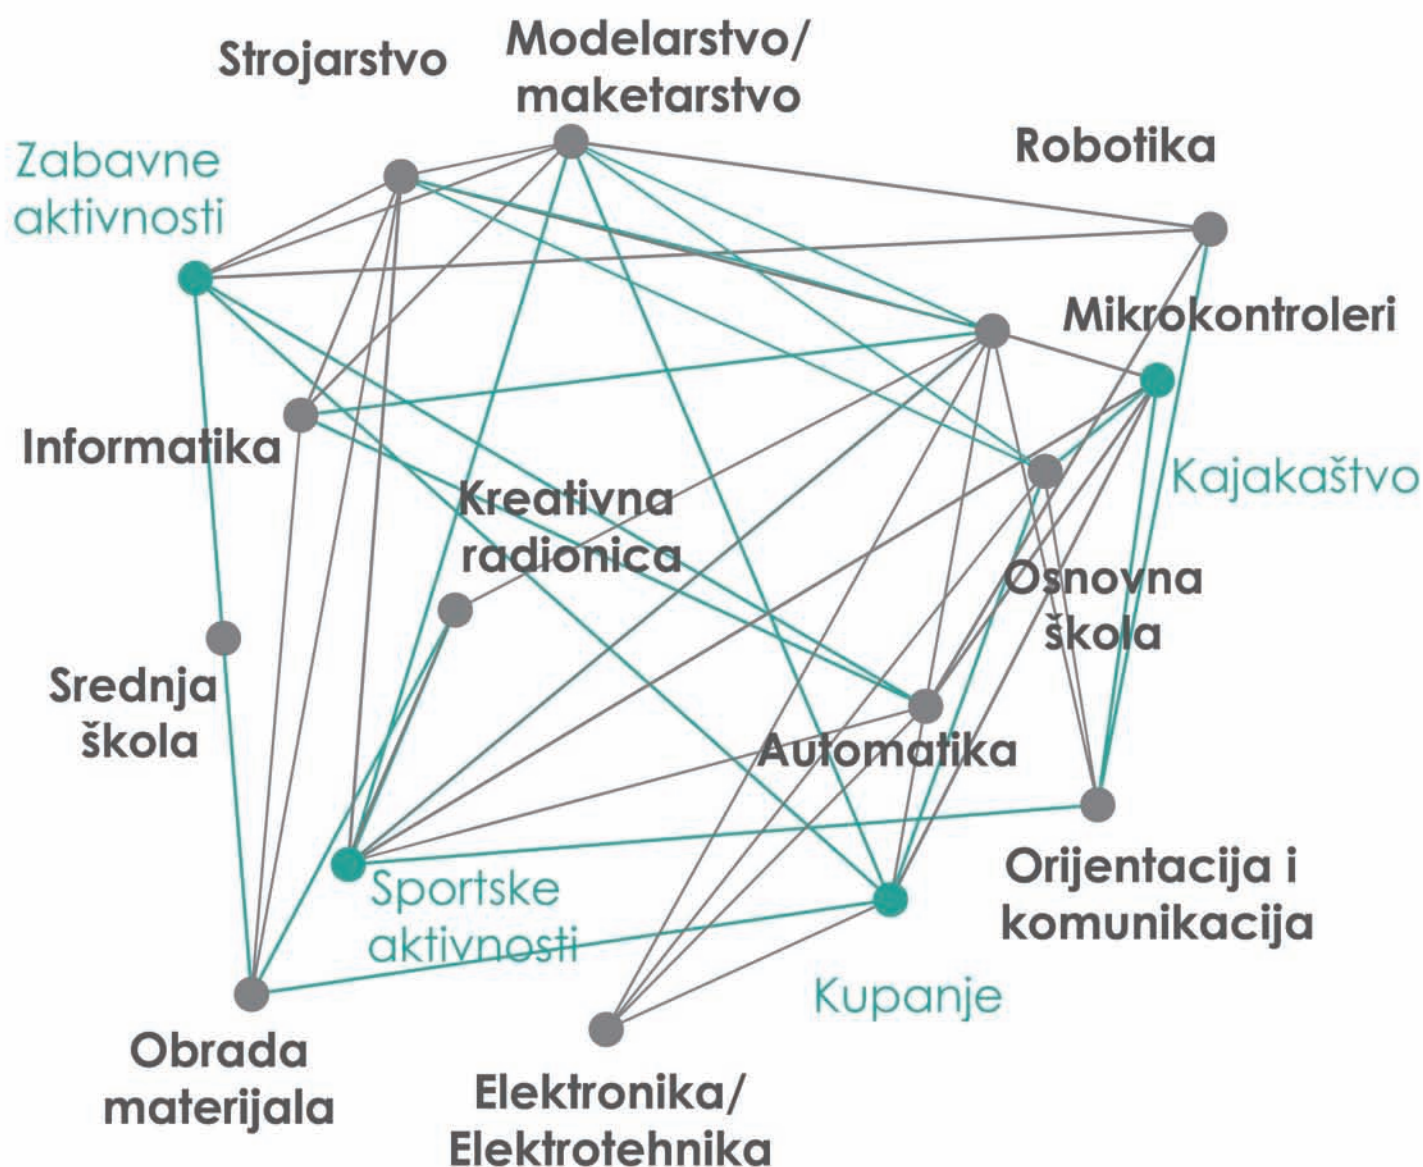 Strojarstvo
Modelarstvo/
maketarstvo
Robotika
Zabavne
aktivnosti
Mikrokontroleri
Informatika
Kajakaštvo
Kreativna
radionica
Osnovna
škola
Srednja
škola
Automatika
Sportske
aktivnosti
Orijentacija i
komunikacija
Kupanje
Obrada
materijala
Elektronika/
Elektrotehnika